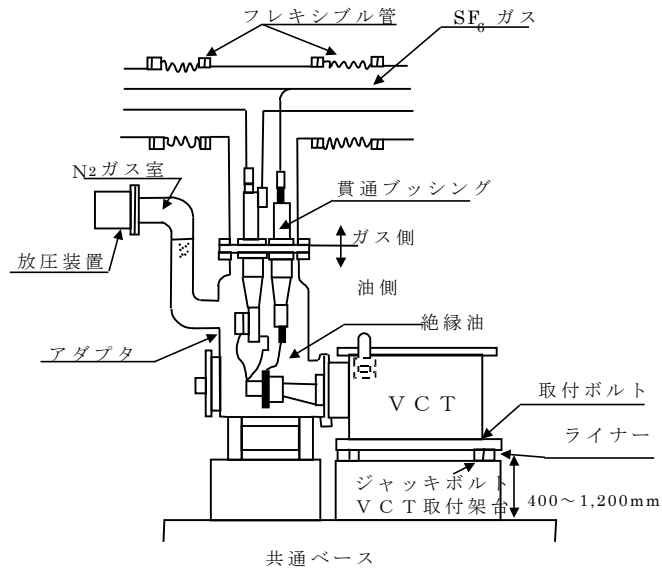 フレキシブル管
SF6 ガス
N2ガス室
貫通ブッシング
ガス側
放圧装置
油側
絶縁油
アダプタ
取付ボルト
VCT
ライナー
ジャッキボルト
VCT取付架台
400～1,200mm
共通ベース